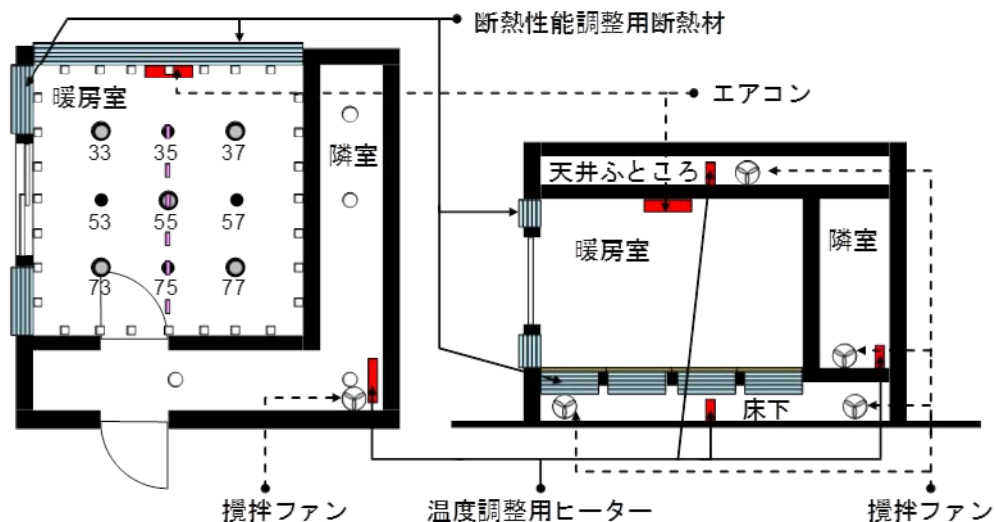 断熱性能調整用断熱材
暖房室
エアコン
隣室
33 35 37
53 55 57
73 75 77
天井ふところ
暖房室
隣室
床下
攪拌ファン
温度調整用ヒーター
攪拌ファン